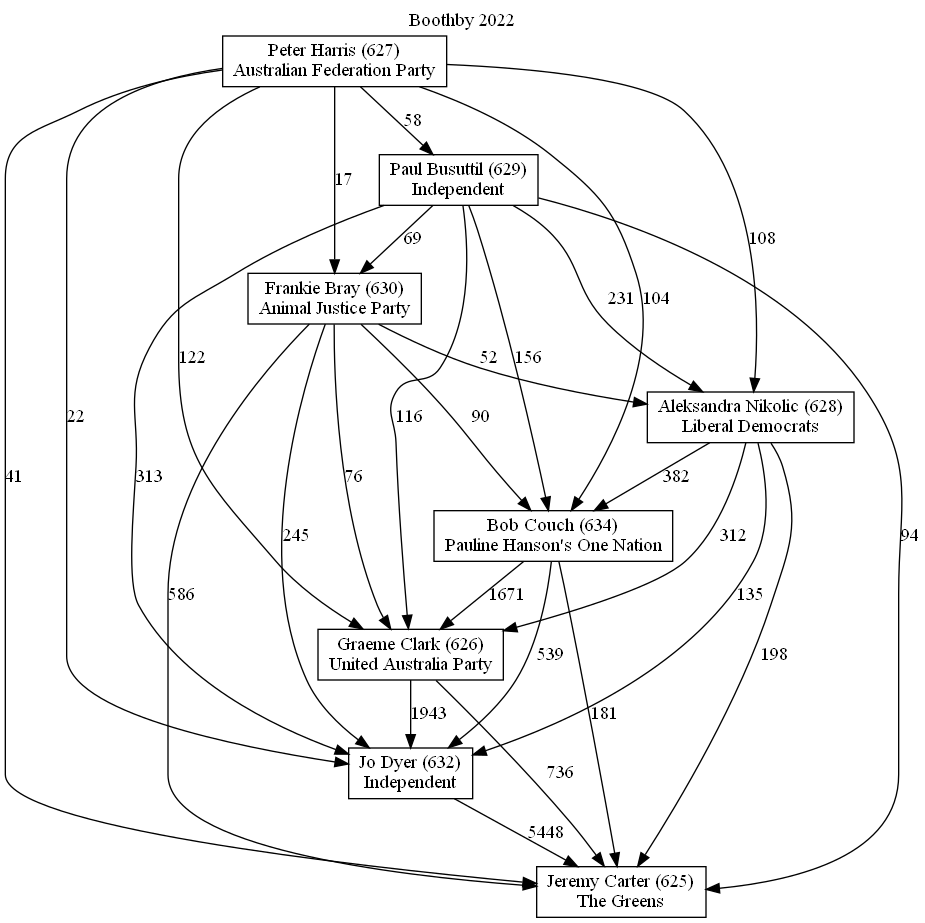 Boothby 2022
Peter Harris (627)
Australian Federation Party
58
Paul Busuttil (629)
Independent
17
69
108
Frankie Bray (630)
Animal Justice Party
231
104
122
52
156
Aleksandra Nikolic (628)
Liberal Democrats
22
116
90
41
313
76
382
Bob Couch (634)
Pauline Hanson's One Nation
245
312
94
586
1671
135
Graeme Clark (626)
United Australia Party
539
198
1943
181
Jo Dyer (632)
Independent
736
5448
Jeremy Carter (625)
The Greens